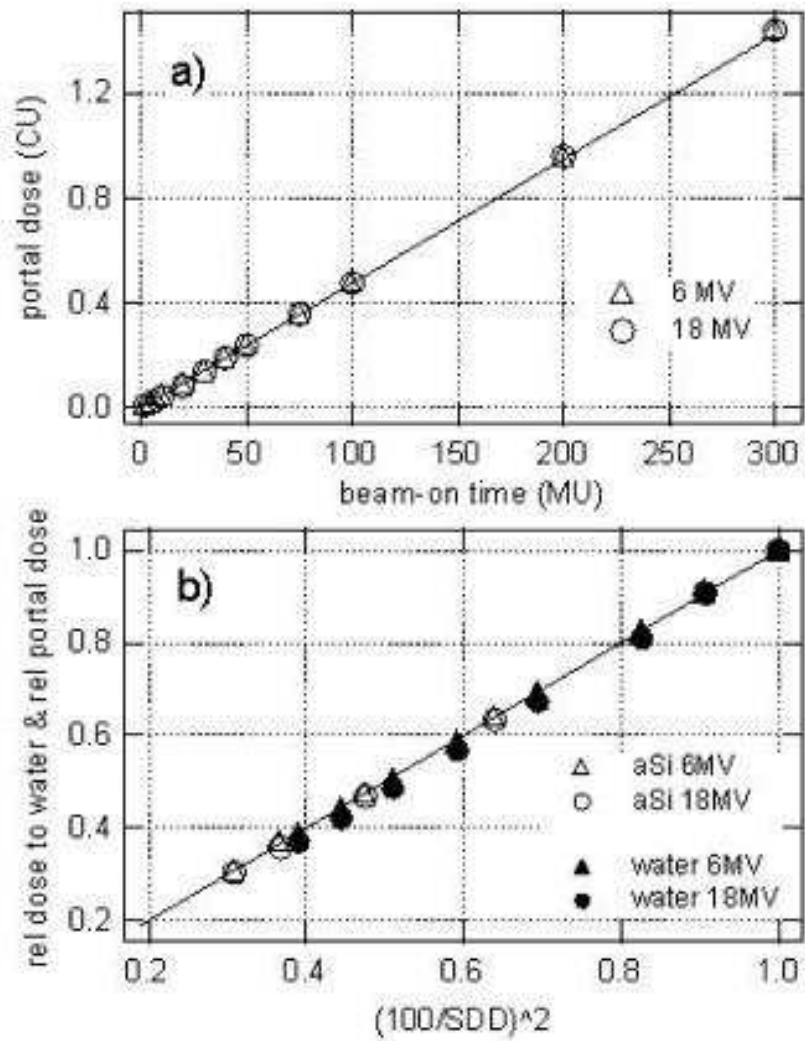 a)
portal dose (CU)
1.2
0.8
0.4
0.0
6 MV
18 MV
0 50 100 150 200 250 300
beam-on time (MU)
b)
rel dose to water & rel portal dose
1.0
0.8
0.6
0.4
0.2
aSi 6MV
aSi 18MV
water 6MV
water 18MV
0.2 0.4 0.6 0.8 1.0
(100/SDD)^2